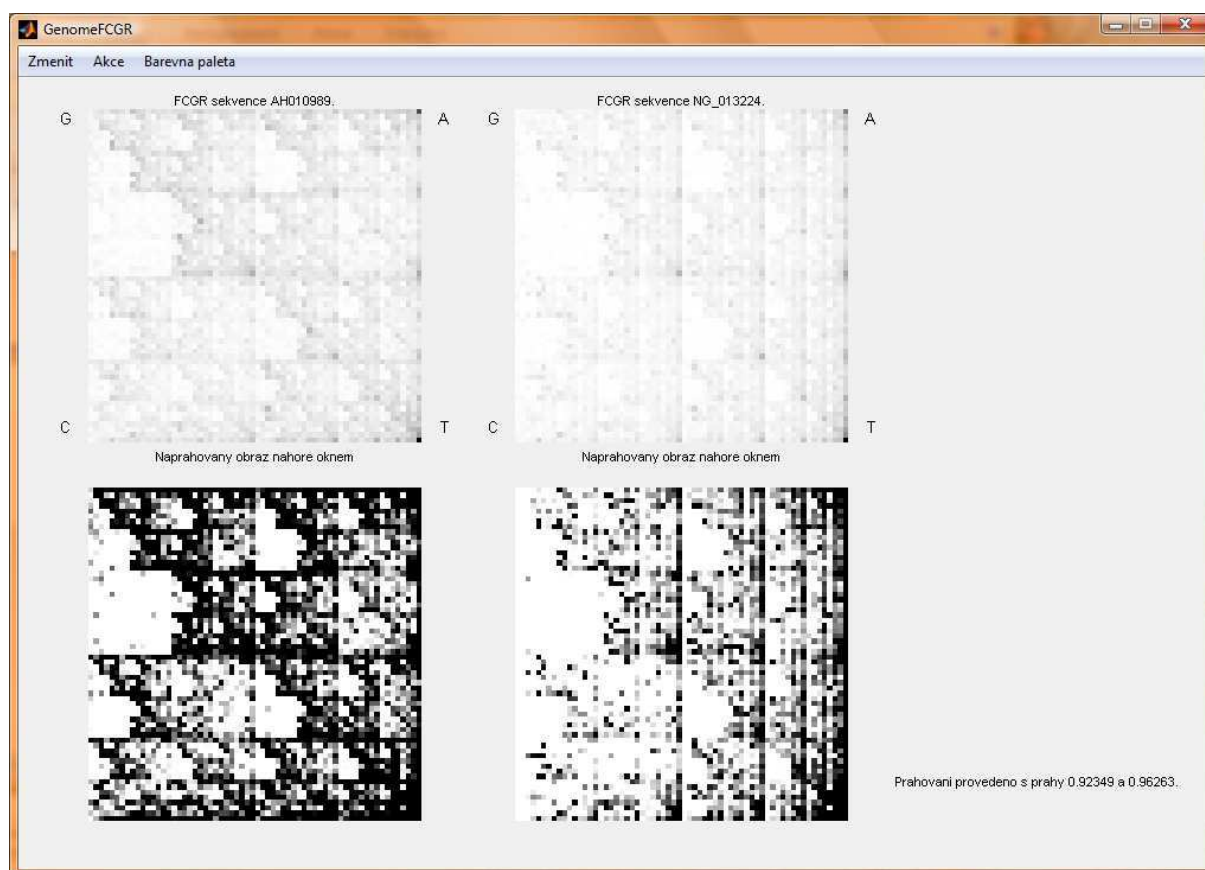 GenomeFCGR
Zmenit Akce Barevna paleta
FCGR sekvence AH010989. FCGR sekvence NG_013224.
G A G A
C T C T
Naprahovany obraz nahore oknem Naprahovany obraz nahore oknem
Prahovani provedeno s prahy 0.92349 a 0.96263.